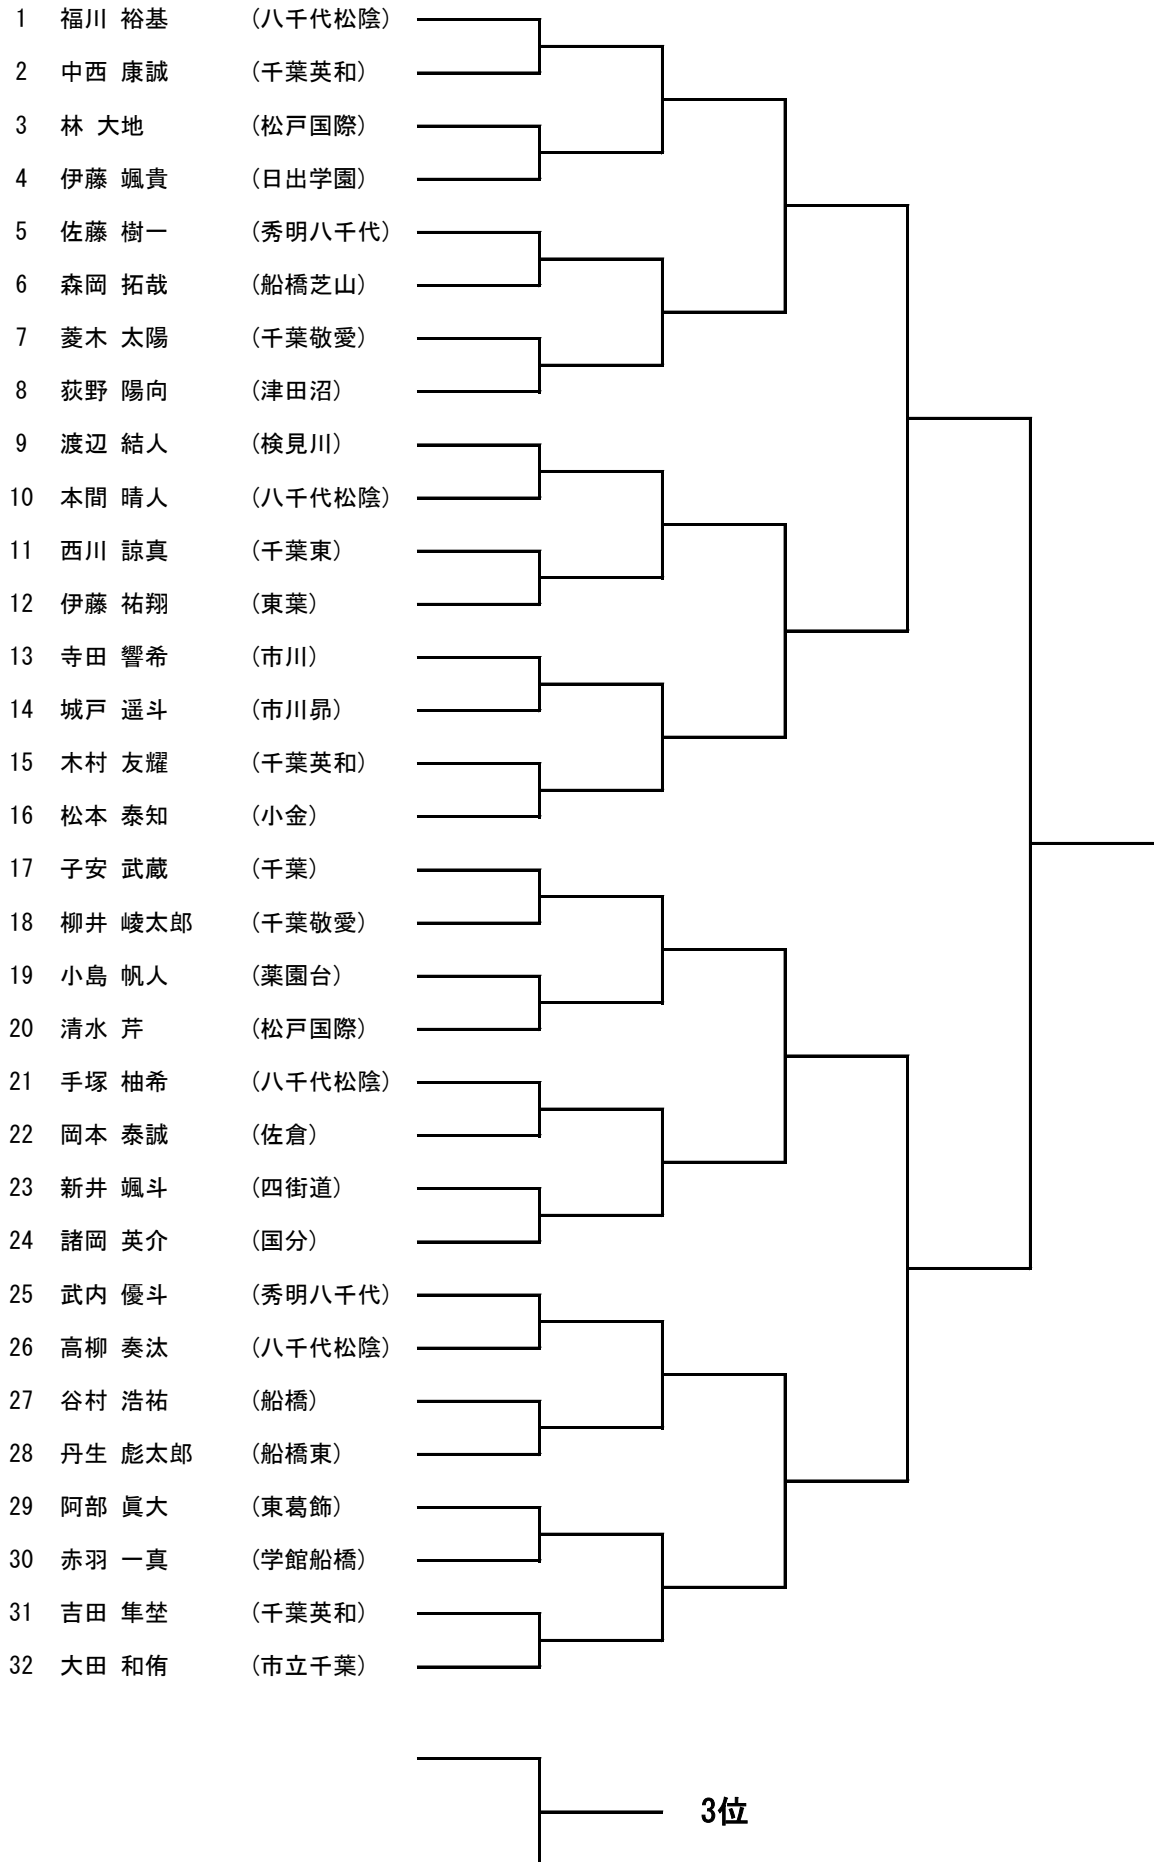 1 福川 裕基 (八千代松陰)
2 中西 康誠 (千葉英和)
3 林 大地 (松戸国際)
4 伊藤 颯貴 (日出学園)
5 佐藤 樹一 (秀明八千代)
6 森岡 拓哉 (船橋芝山)
7 菱木 太陽 (千葉敬愛)
8 荻野 陽向 (津田沼)
9 渡辺 結人 (検見川)
10 本間 晴人 (八千代松陰)
11 西川 諒真 (千葉東)
12 伊藤 祐翔 (東葉)
13 寺田 響希 (市川)
14 城戸 遥斗 (市川昴)
15 木村 友耀 (千葉英和)
16 松本 泰知 (小金)
17 子安 武蔵 (千葉)
18 柳井 崚太郎 (千葉敬愛)
19 小島 帆人 (薬園台)
20 清水 芹 (松戸国際)
21 手塚 柚希 (八千代松陰)
22 岡本 泰誠 (佐倉)
23 新井 颯斗 (四街道)
24 諸岡 英介 (国分)
25 武内 優斗 (秀明八千代)
26 高柳 奏汰 (八千代松陰)
27 谷村 浩祐 (船橋)
28 丹生 彪太郎 (船橋東)
29 阿部 眞大 (東葛飾)
30 赤羽 一真 (学館船橋)
31 吉田 隼埜 (千葉英和)
32 大田 和侑 (市立千葉)
3位